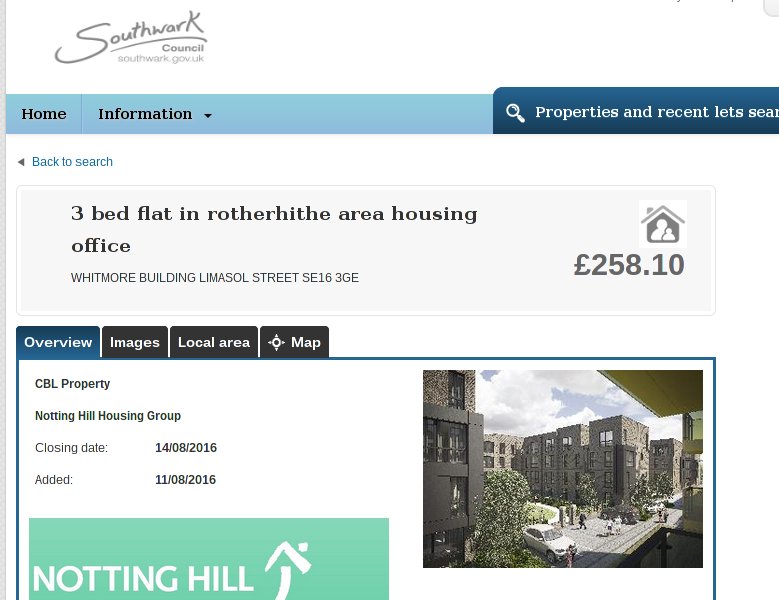 Southwark
Council
southwark.gov.uk
Home
Information
Properties and recent lets
Back to search
3 bed flat in rotherhithe area housing
office
WHITMORE BUILDING LIMASOL STREET SE16 3GE
£258.10
Overview
Images
Local area
Map
CBL Property
Notting Hill Housing Group
Closing date: 14/08/2016
Added: 11/08/2016
NOTTING HILL